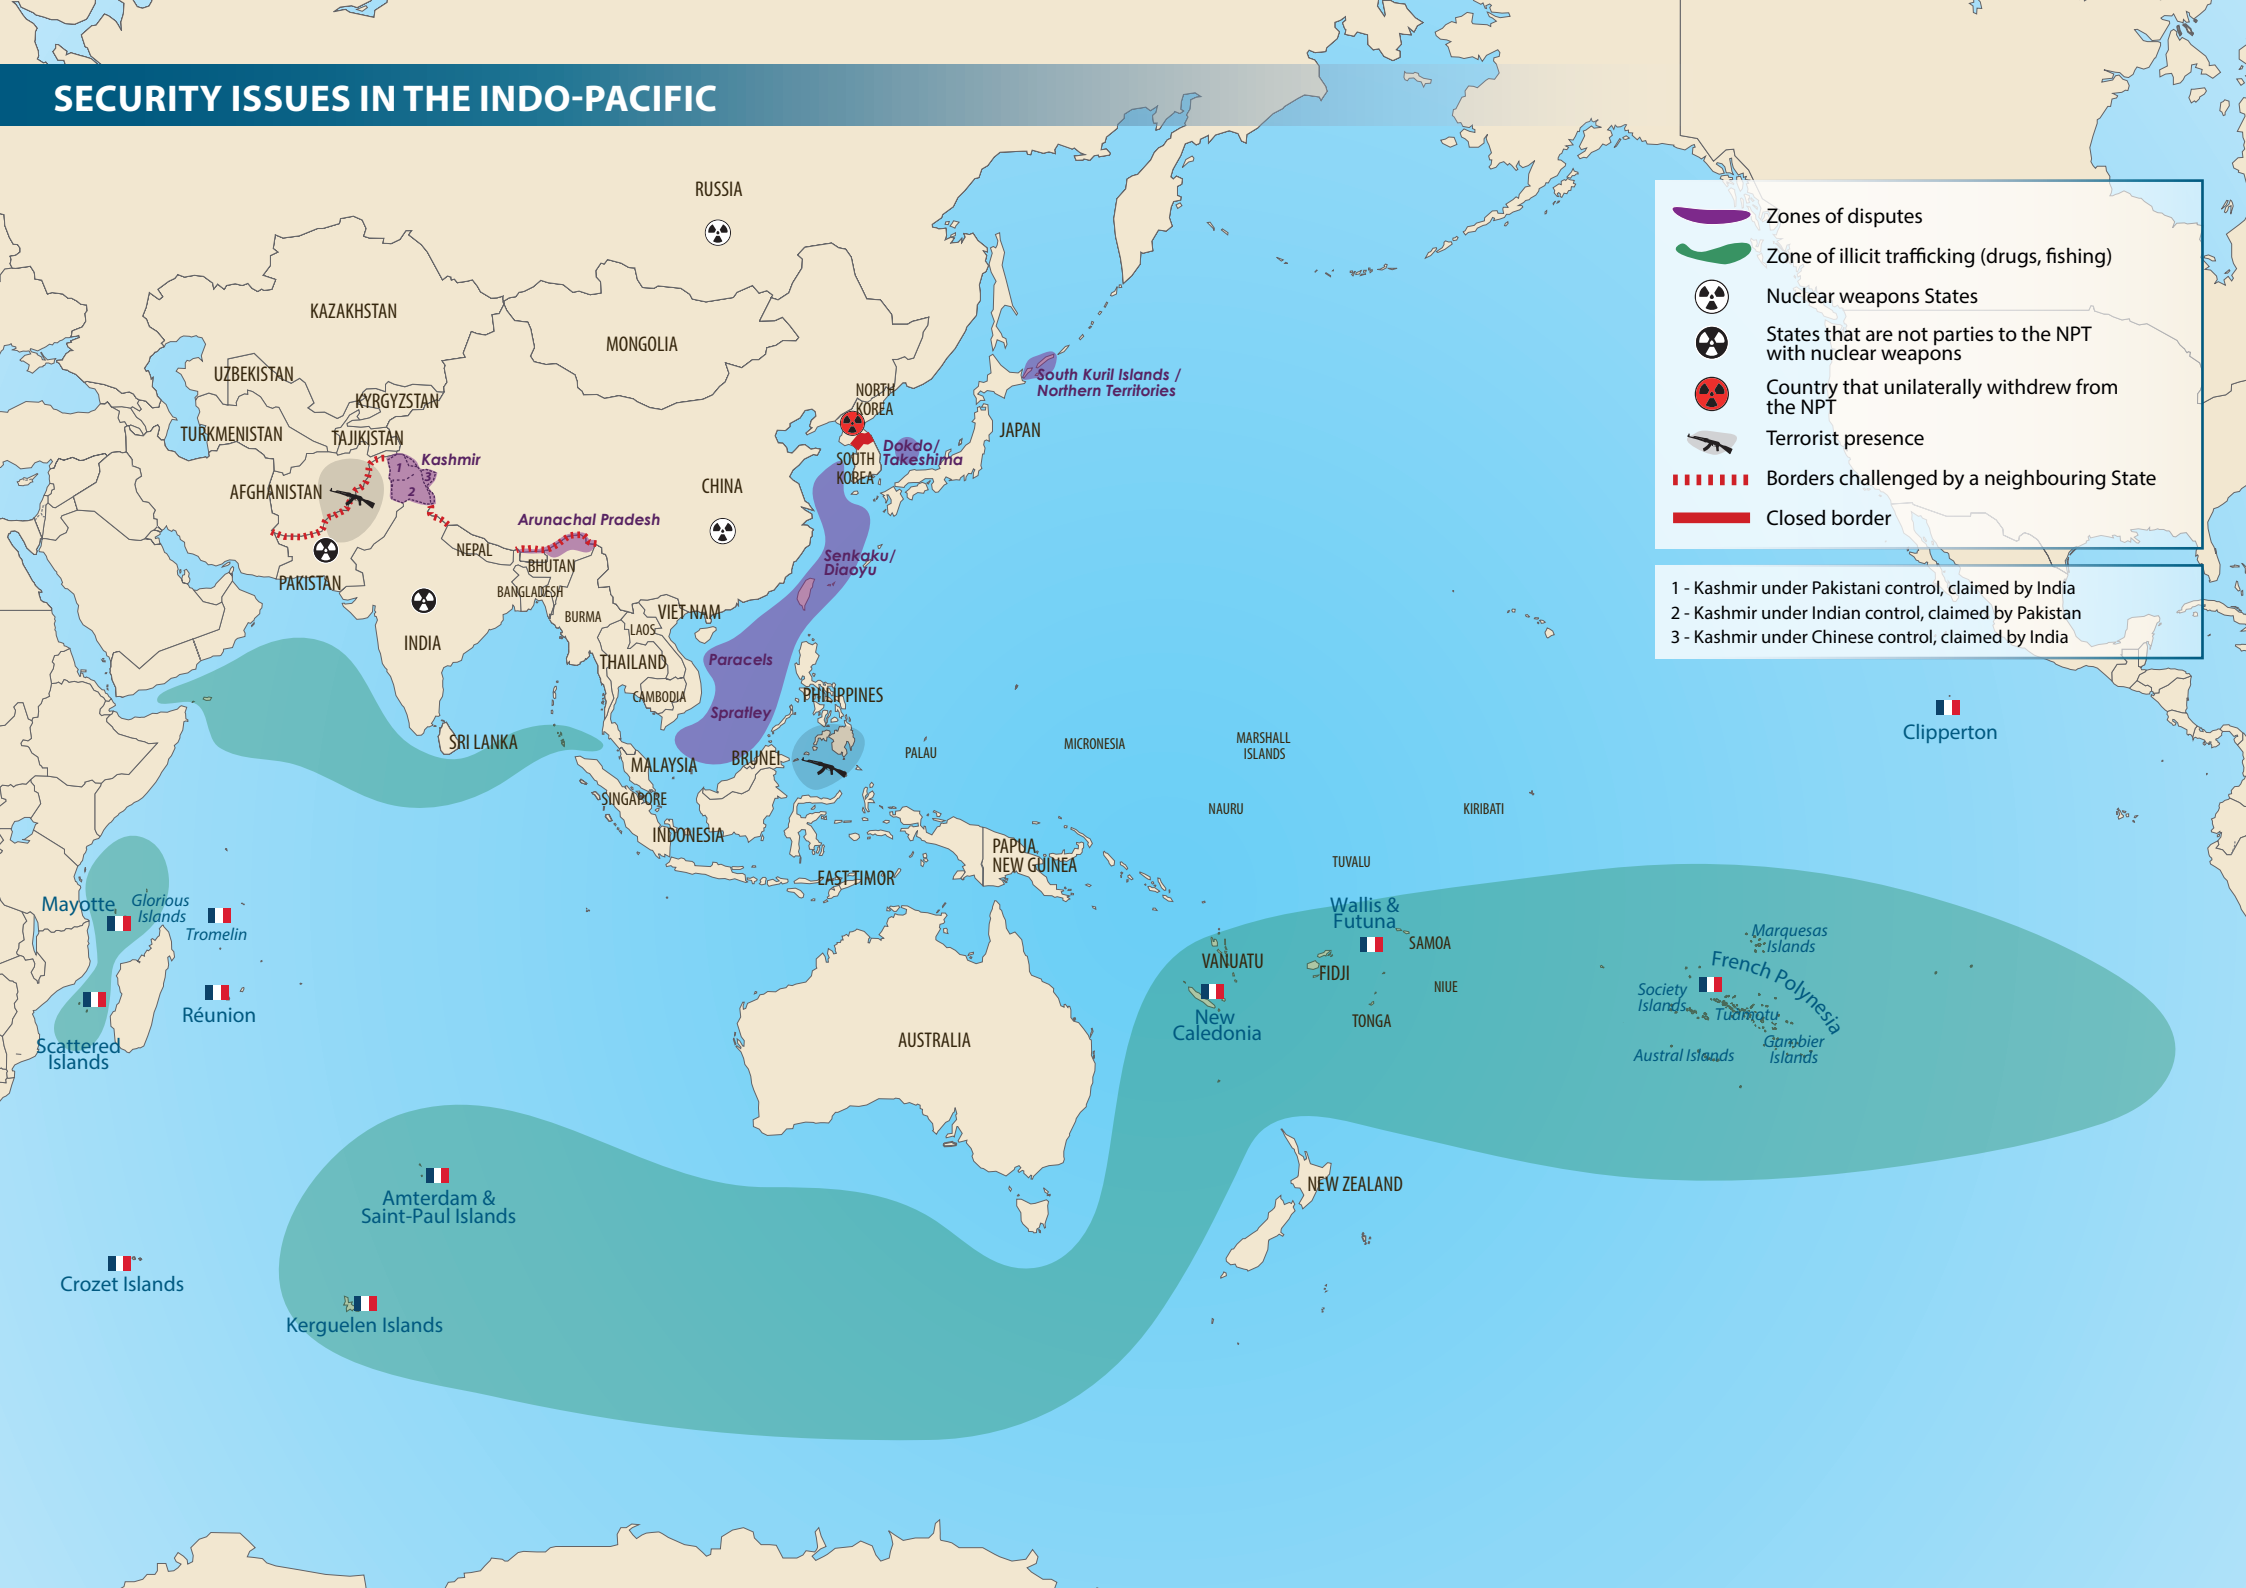 SECURITY ISSUES IN THE INDO-PACIFIC
Zones of disputes
Zone of illicit trafficking (drugs, fishing)
Nuclear weapons States
States that are not parties to the NPT
with nuclear weapons
Country that unilaterally withdrew from
the NPT
Terrorist presence
Borders challenged by a neighbouring State
Closed border
1 - Kashmir under Pakistani control, claimed by India
2 - Kashmir under Indian control, claimed by Pakistan
3 - Kashmir under Chinese control, claimed by India
RUSSIA
KAZAKHSTAN
MONGOLIA
UZBEKISTAN
KYRGYZSTAN
TURKMENISTAN
TAJIKISTAN
NORTH
KOREA
South Kuril Islands /
Northern Territories
JAPAN
Dokdo/
Takeshima
SOUTH
KOREA
Kashmir
1
3
2
AFGHANISTAN
CHINA
Arunachal Pradesh
NEPAL
BHUTAN
PAKISTAN
BANGLADESH
Senkaku/
Diaoyu
BURMA
VIET NAM
LAOS
INDIA
THAILAND
Paracels
CAMBODIA
PHILIPPINES
Spratley
SRI LANKA
MALAYSIA
BRUNEI
PALAU
MICRONESIA
MARSHALL
ISLANDS
Clipperton
SINGAPORE
NAURU
KIRIBATI
INDONESIA
PAPUA
NEW GUINEA
EAST TIMOR
TUVALU
Mayotte
Glorious
Islands
Tromelin
Réunion
Scattered
Islands
Wallis &
Futuna
SAMOA
VANUATU
FIDJI
NIUE
TONGA
New
Caledonia
Marquesas
Islands
French Polynesia
Society
Islands
Tuamotu
Gambier
Islands
Austral Islands
AUSTRALIA
NEW ZEALAND
Amterdam &
Saint-Paul Islands
Crozet Islands
Kerguelen Islands